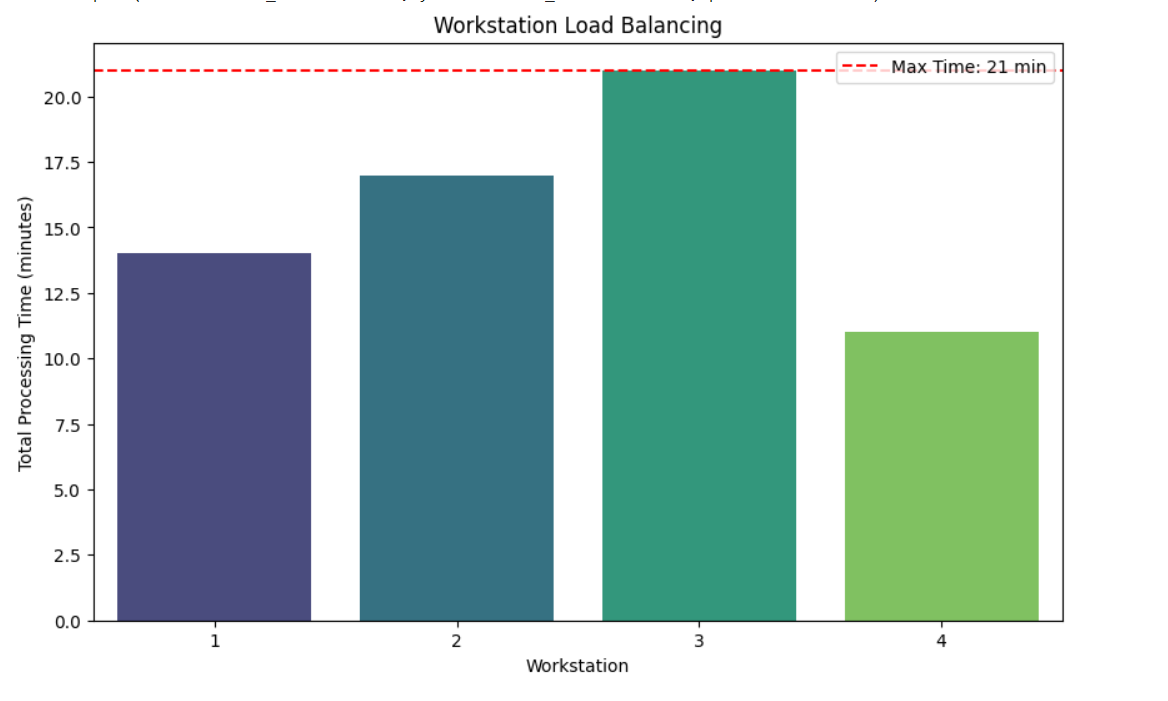 Workstation Load Balancing
Max Time: 21 min
20.0
17.5
15.0
12.5
10.0
7.5
5.0
2.5
0.0
Total Processing Time (minutes)
1 2 3 4
Workstation